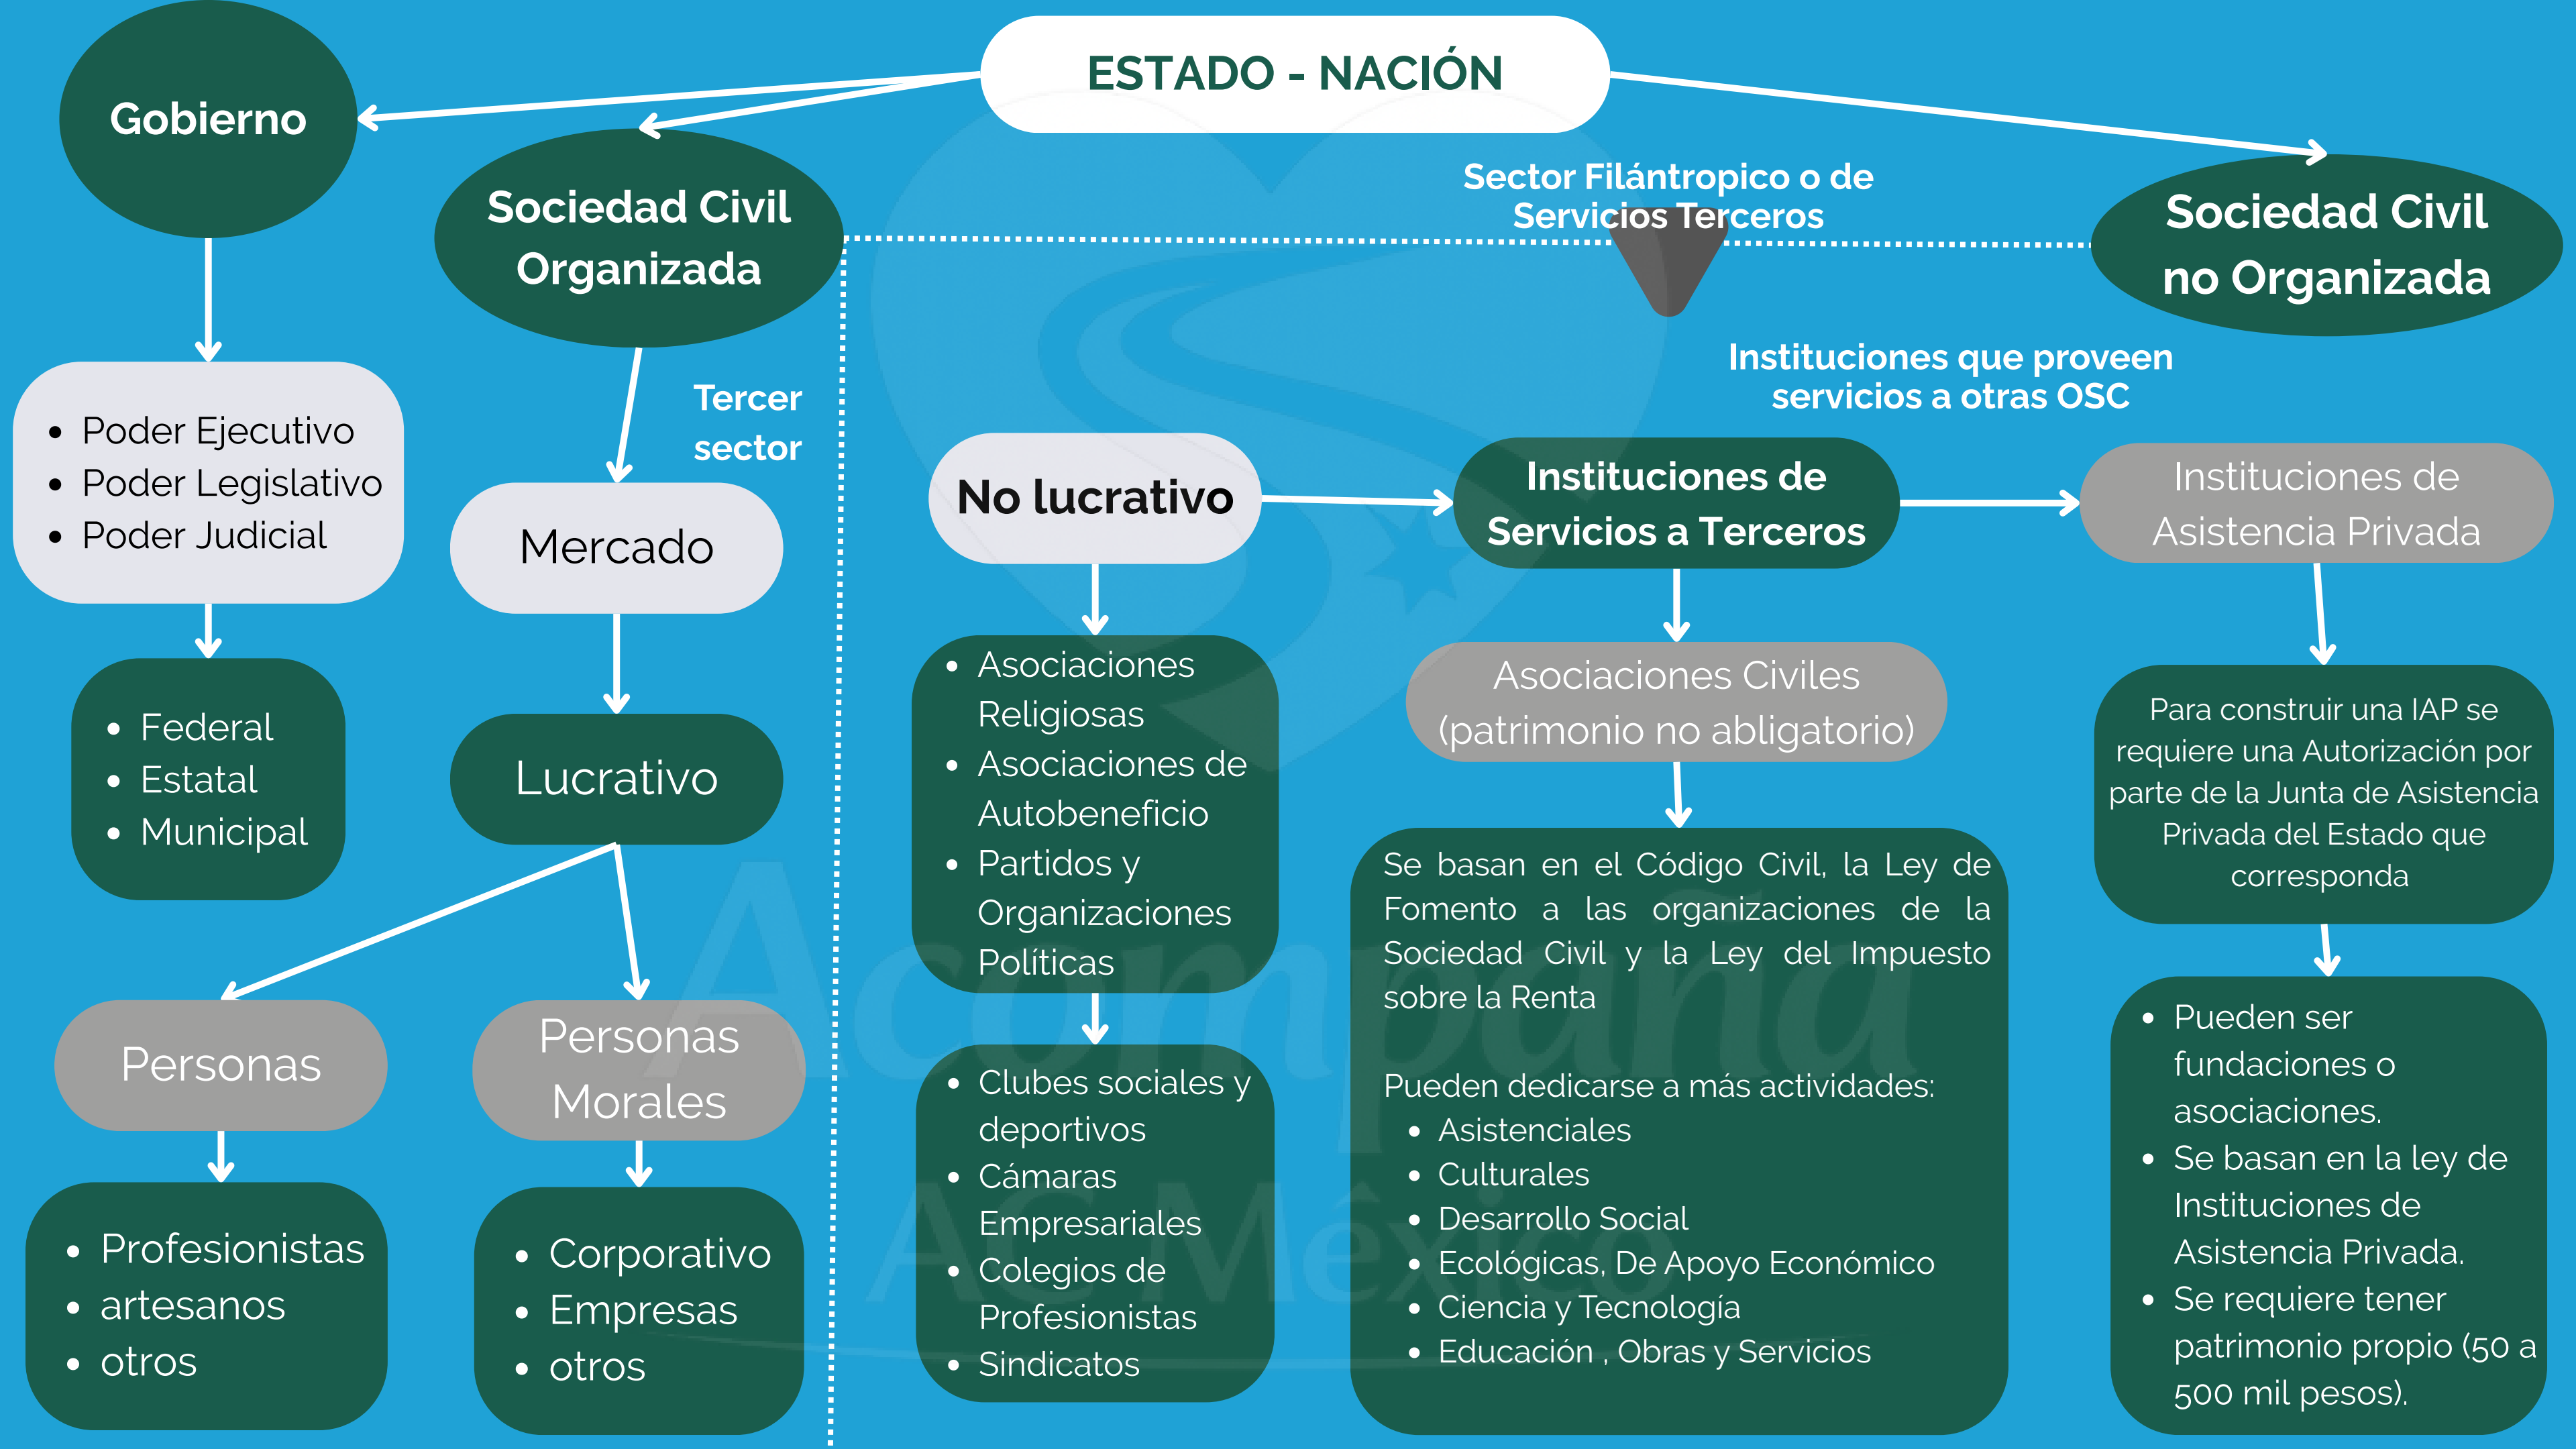 ESTADO - NACIÓN
Gobierno
Sociedad Civil
Organizada
Sector Filántropico o de
Servicios Terceros
Sociedad Civil
no Organizada
Instituciones que proveen
servicios a otras OSC
Tercer
sector
• Poder Ejecutivo
• Poder Legislativo
• Poder Judicial
• Federal
• Estatal
• Municipal
Mercado
Lucrativo
Personas
Personas
Morales
• Profesionistas
• artesanos
• otros
• Corporativo
• Empresas
• otros
No lucrativo
• Asociaciones
Religiosas
• Asociaciones de
Autobeneficio
• Partidos y
Organizaciones
Políticas
• Clubes sociales y
deportivos
• Cámaras
Empresariales
• Colegios de
Profesionistas
• Sindicatos
Instituciones de
Servicios a Terceros
Asociaciones Civiles
(patrimonio no abligatorio)
Se basan en el Código Civil, la Ley de
Fomento a las organizaciones de la
Sociedad Civil y la Ley del Impuesto
sobre la Renta
Pueden dedicarse a más actividades:
• Asistenciales
• Culturales
• Desarrollo Social
• Ecológicas, De Apoyo Económico
• Ciencia y Tecnología
• Educación , Obras y Servicios
Instituciones de
Asistencia Privada
Para construir una IAP se
requiere una Autorización por
parte de la Junta de Asistencia
Privada del Estado que
corresponda
• Pueden ser
fundaciones o
asociaciones.
• Se basan en la ley de
Instituciones de
Asistencia Privada.
• Se requiere tener
patrimonio propio (50 a
500 mil pesos).
Acompaña
AC México